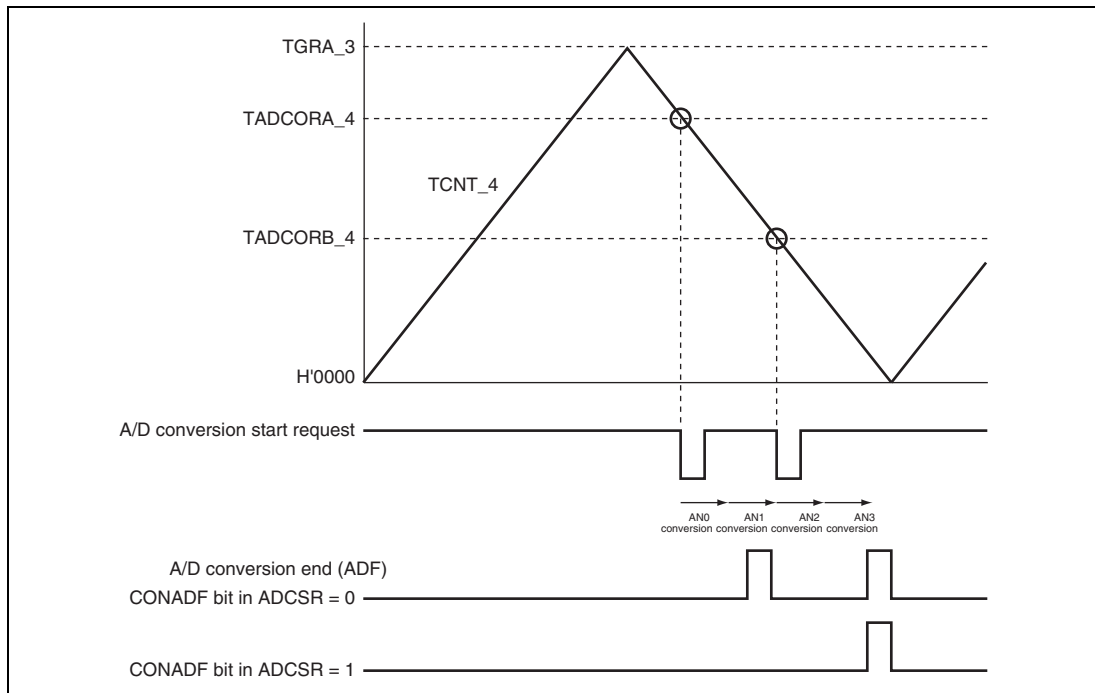 TGRA_3
TADCORA_4
TCNT_4
TADCORB_4
H'0000
A/D conversion start request
AN0 AN1 AN2 AN3
conversion conversion conversion conversion
A/D conversion end (ADF)
CONADF bit in ADCSR = 0
CONADF bit in ADCSR = 1